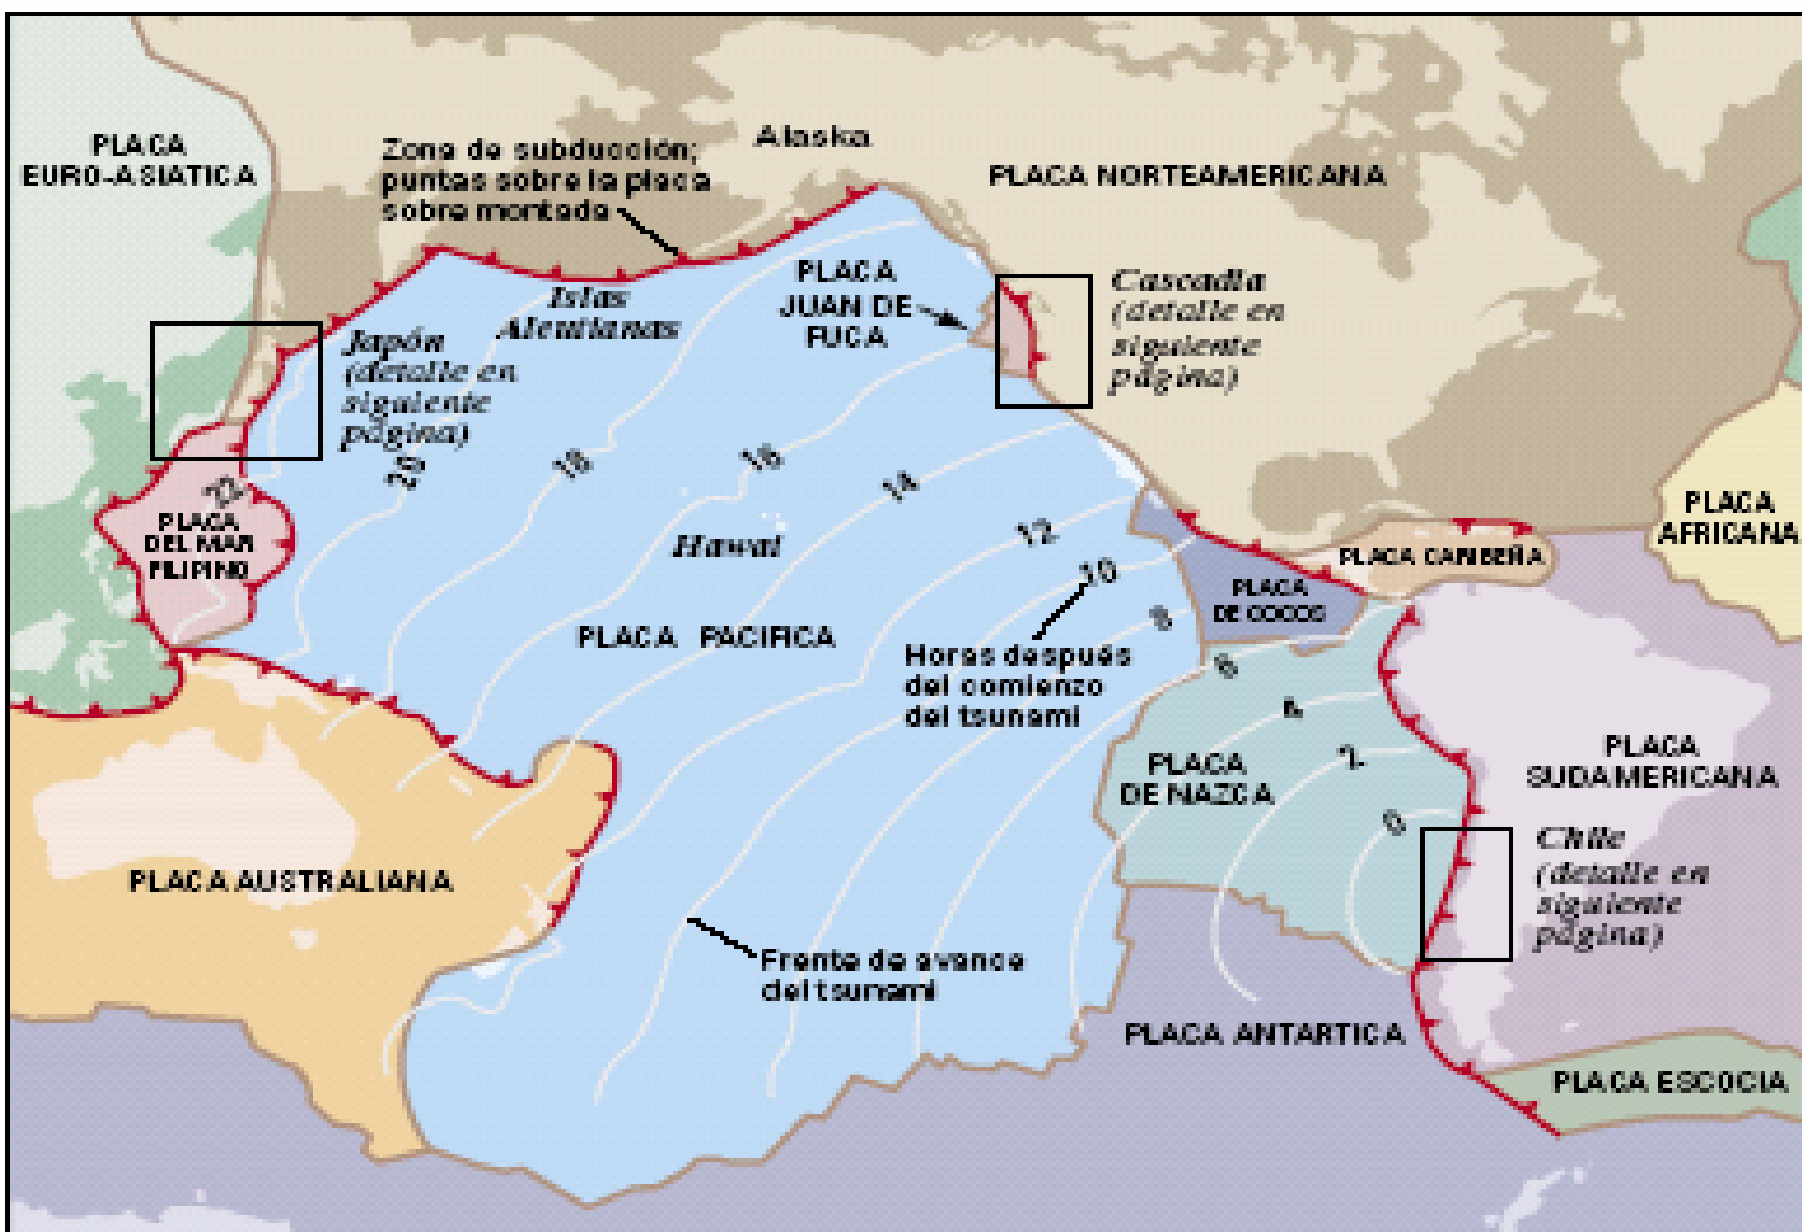 PLACA
EURO-ASIATICA
Zona de subducción;
puntas sobre la placa
sobre montada
Alaska
PLACA NORTEAMERICANA
PLACA
JUAN DE
FUCA
Cascadia
(detalle en
siguiente
página)
Islas
Aleutianas
Japón
(detalle en
siguiente
página)
22
20
18
16
14
12
10
8
6
4
2
0
PLACA
DEL MAR
FILIPINO
Hawai
PLACA PACIFICA
Horas después
del comienzo
del tsunami
PLACA
DE COCOS
PLACA CARIBEÑA
PLACA
AFRICANA
PLACA
DE NAZCA
PLACA
SUDAMERICANA
Chile
(detalle en
siguiente
página)
PLACA AUSTRALIANA
Frente de avance
del tsunami
PLACA ANTARTICA
PLACA ESCOCIA